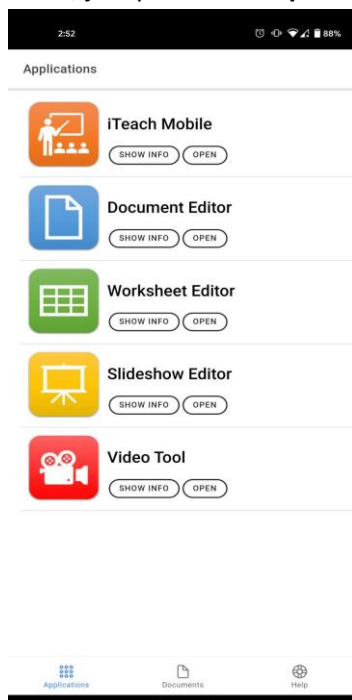 2:52 88%
Applications
iTeach Mobile
SHOW INFO OPEN
Document Editor
SHOW INFO OPEN
Worksheet Editor
SHOW INFO OPEN
Slideshow Editor
SHOW INFO OPEN
Video Tool
SHOW INFO OPEN
Applications Documents Help